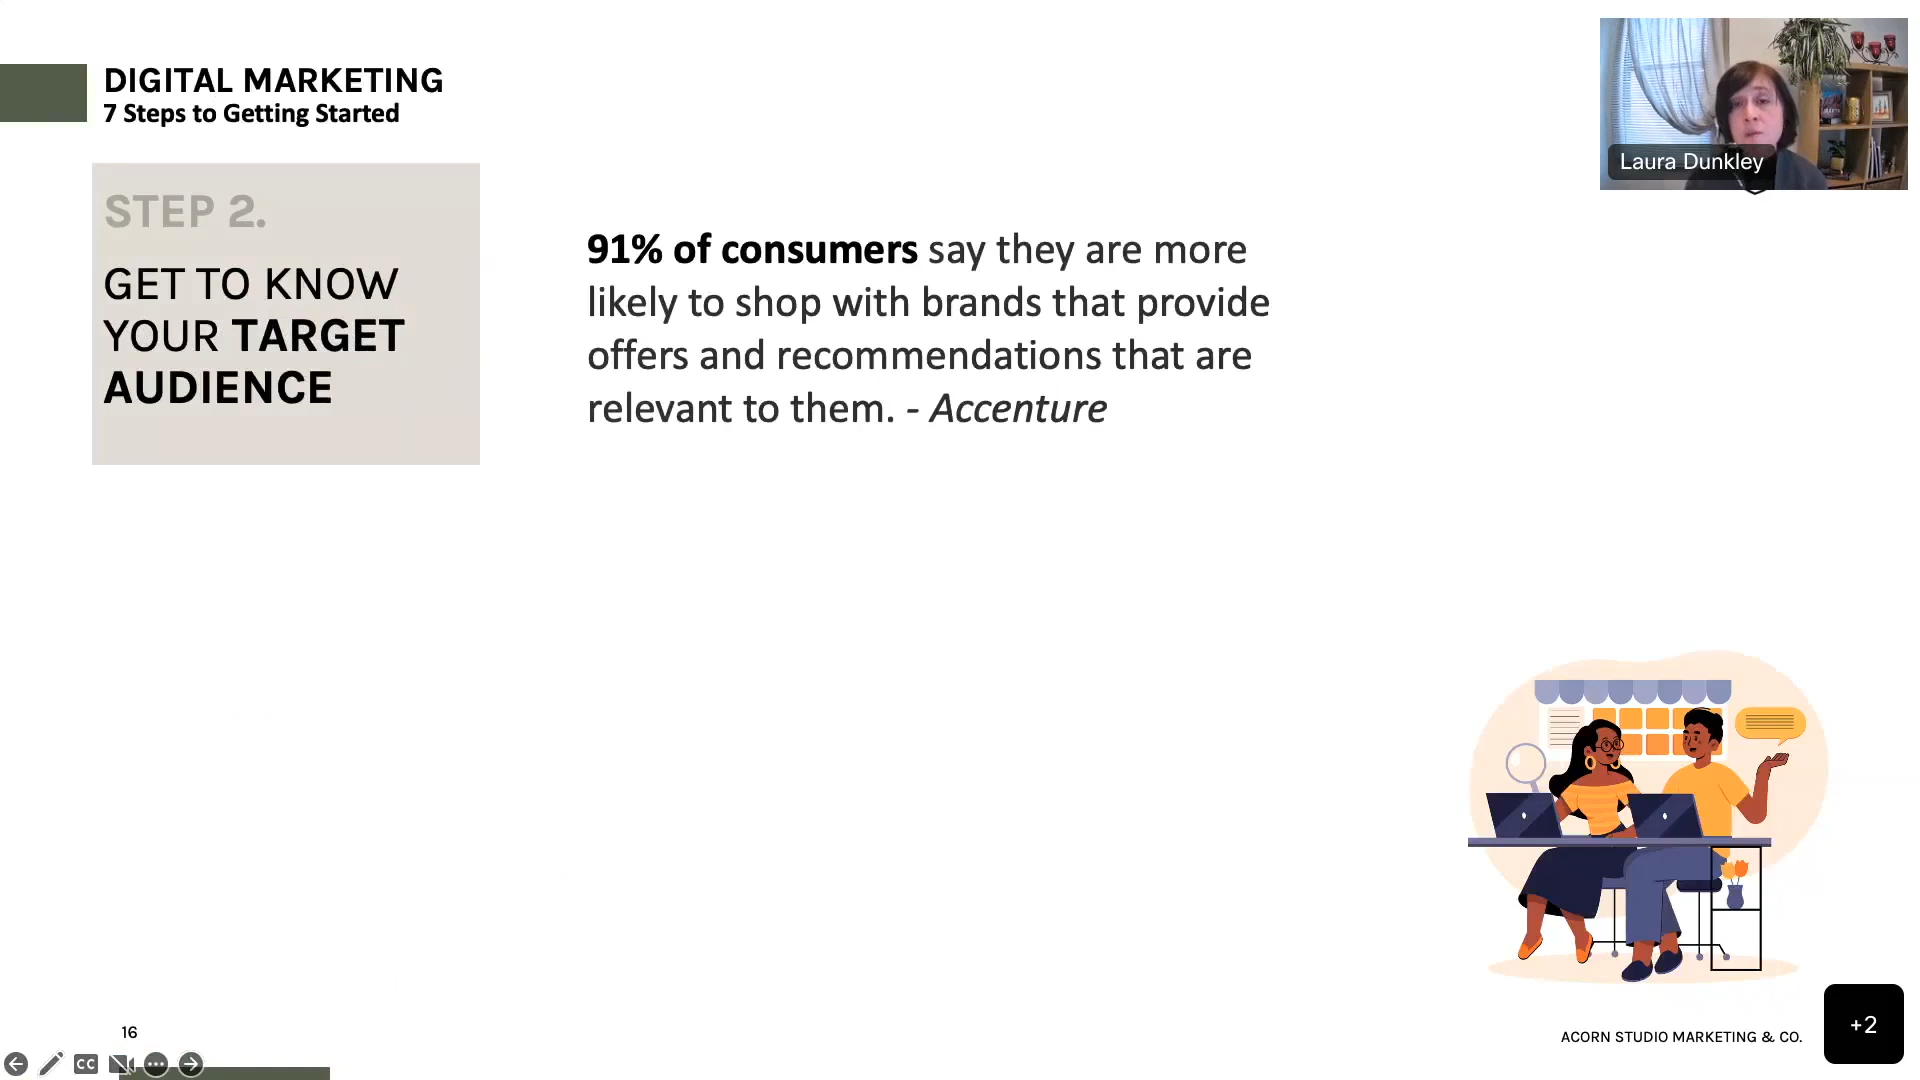 DIGITAL MARKETING
7 Steps to Getting Started
Laura Dunkley
STEP 2.
GET TO KNOW
YOUR TARGET
AUDIENCE
91% of consumers say they are more
likely to shop with brands that provide
offers and recommendations that are
relevant to them. - Accenture
16
ACORN STUDIO MARKETING & CO.
+2
CC